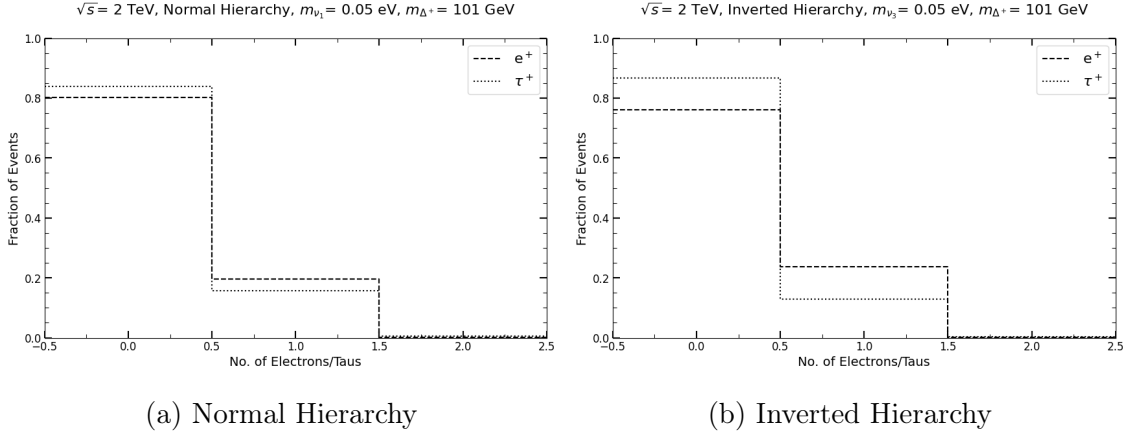 √s= 2 TeV, Normal Hierarchy, mν₁= 0.05 eV, mΔ⁺= 101 GeV
1.0
0.8
0.6
0.4
0.2
0.0
Fraction of Events
e⁺
τ⁺
−0.5 0.0 0.5 1.0 1.5 2.0 2.5
No. of Electrons/Taus
(a) Normal Hierarchy
√s= 2 TeV, Inverted Hierarchy, mν₃= 0.05 eV, mΔ⁺= 101 GeV
1.0
0.8
0.6
0.4
0.2
0.0
Fraction of Events
e⁺
τ⁺
−0.5 0.0 0.5 1.0 1.5 2.0 2.5
No. of Electrons/Taus
(b) Inverted Hierarchy